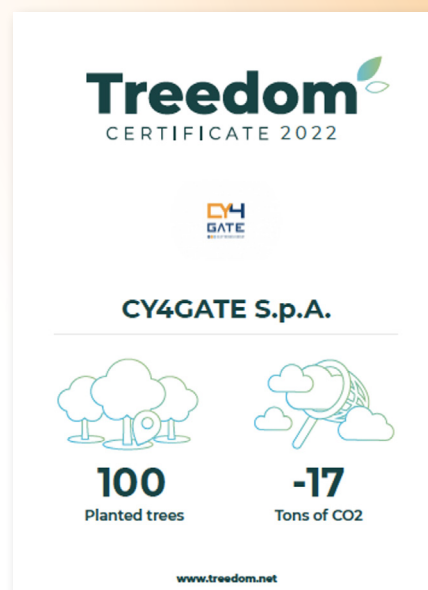 Treedom
CERTIFICATE 2022
CY4
GATE
CY4GATE S.p.A.
100
Planted trees
-17
Tons of CO2
www.treedom.net